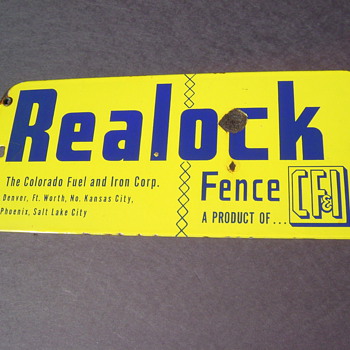 Realock
The Colorado Fuel and Iron Corp.
Denver, Ft. Worth, No. Kansas City,
Phoenix, Salt Lake City
Fence
A PRODUCT OF...
CF&I